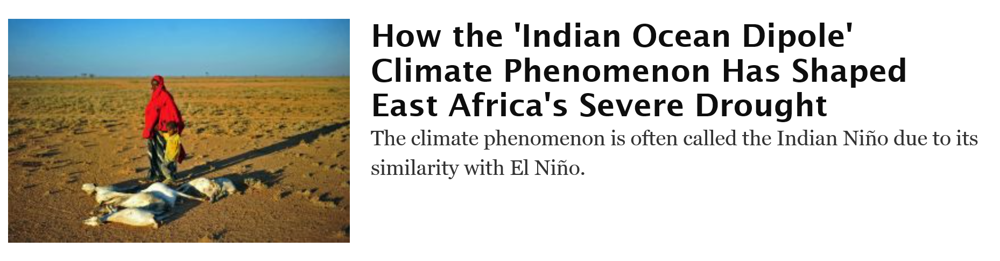 How the 'Indian Ocean Dipole'
Climate Phenomenon Has Shaped
East Africa's Severe Drought
The climate phenomenon is often called the Indian Niño due to its
similarity with El Niño.